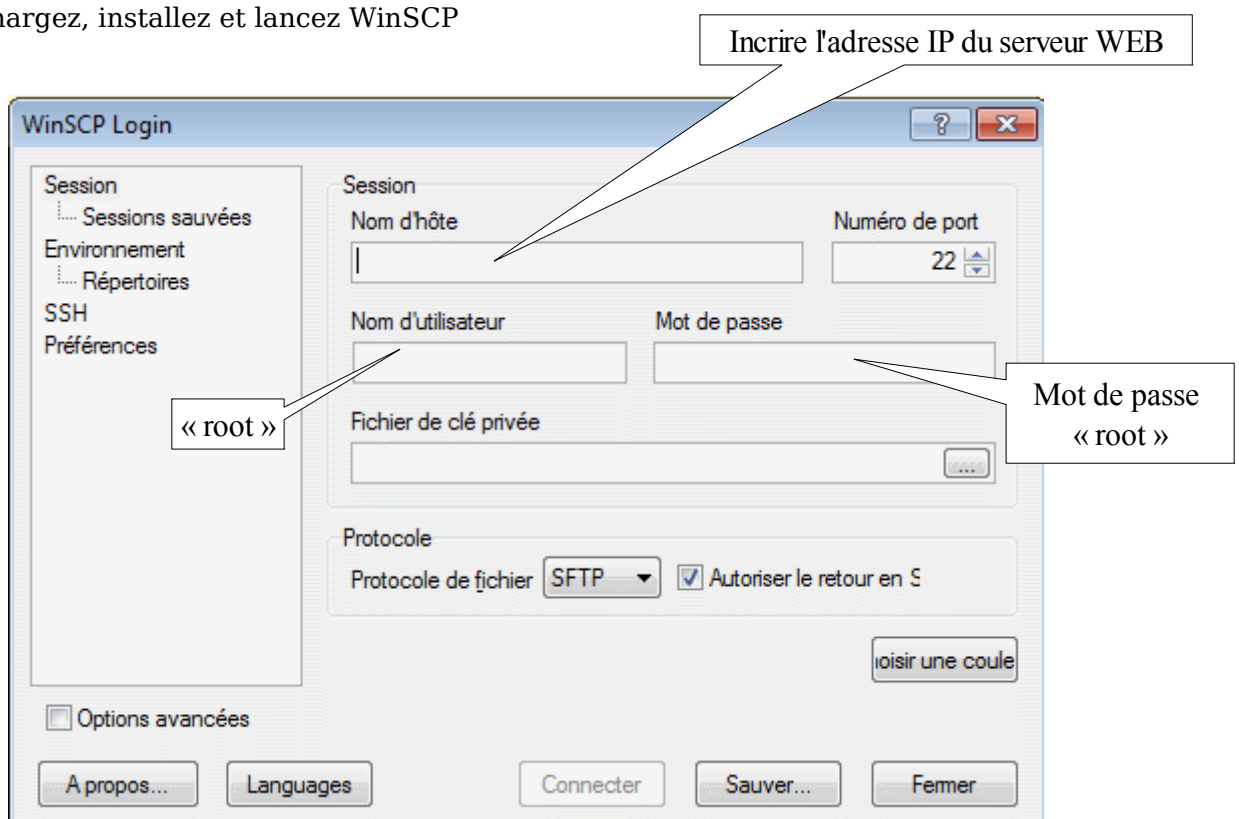 hargez, installez et lancez WinSCP
Incrire l'adresse IP du serveur WEB
WinSCP Login
Session
Sessions sauvées
Environnement
Répertoires
SSH
Préférences
Session
Nom d'hôte
Numéro de port
22
Nom d'utilisateur
Mot de passe
« root »
Mot de passe
« root »
Fichier de clé privée
...
Protocole
Protocole de fichier SFTP Autoriser le retour en S
oisir une coule
Options avancées
A propos... Languages Connecter Sauver... Fermer